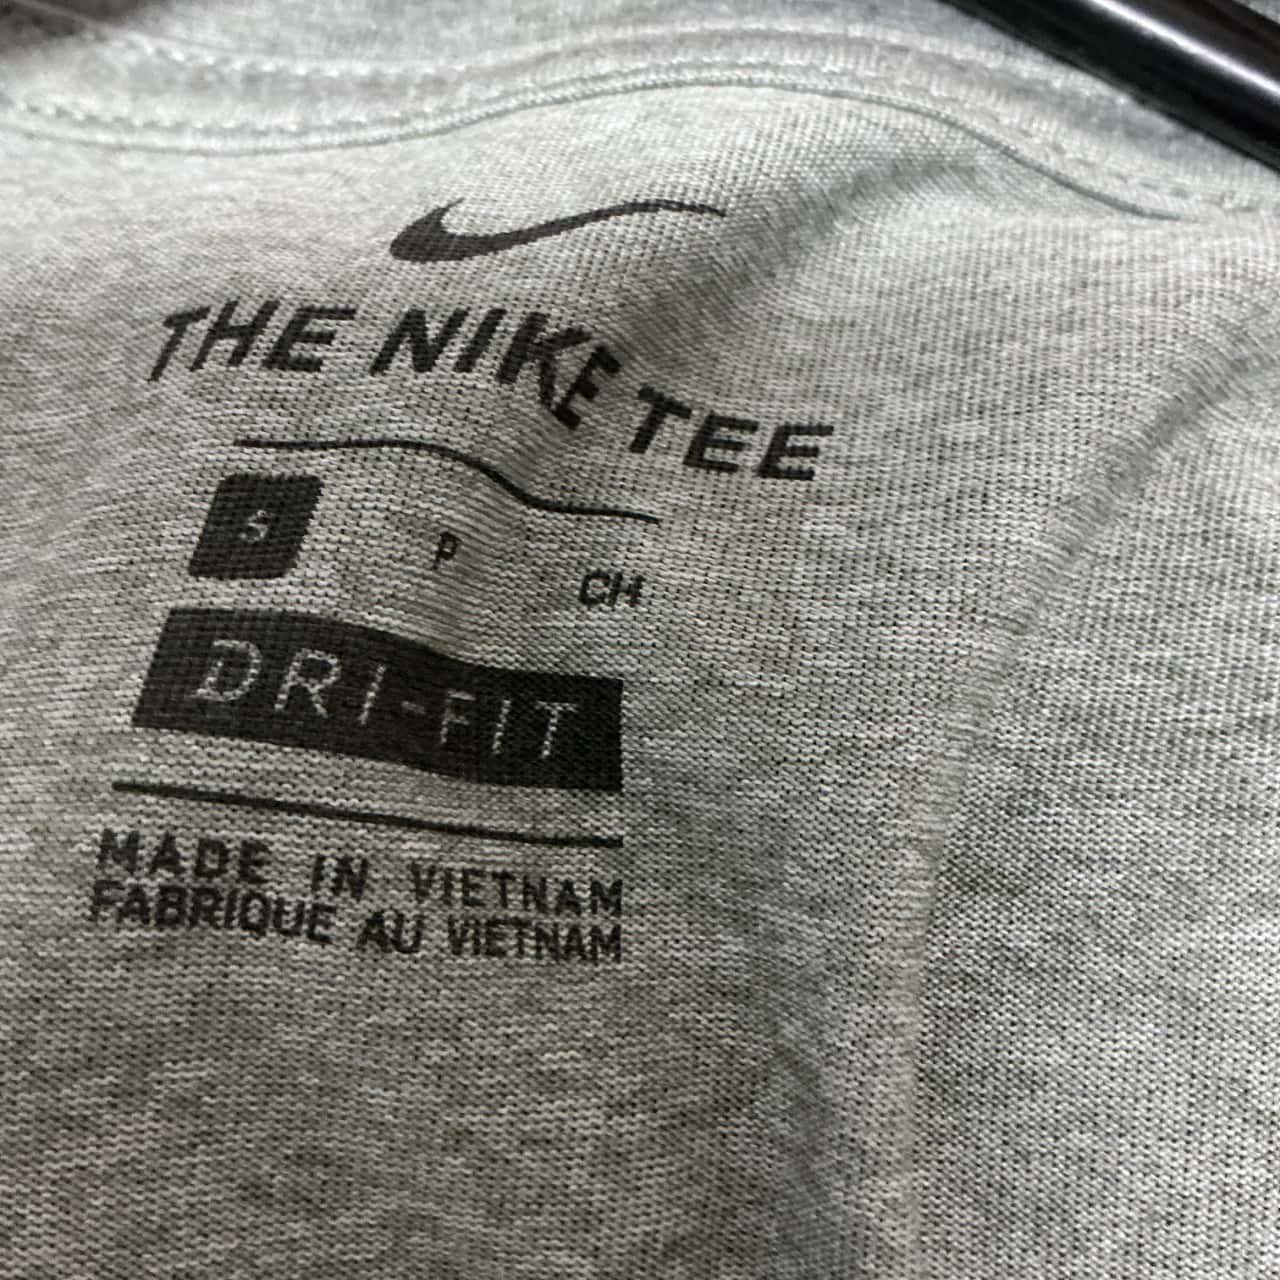 THE NIKE TEE
S P CH
DRI-FIT
MADE IN VIETNAM
FABRIQUE AU VIETNAM